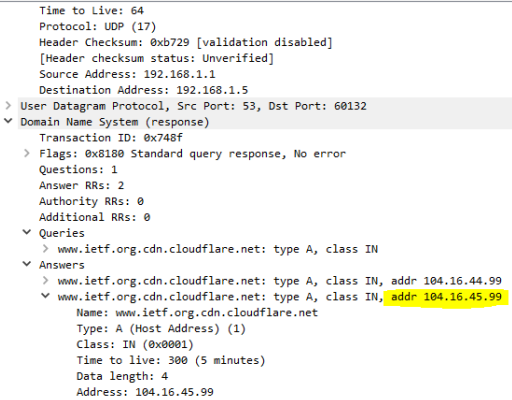 Time to Live: 64
Protocol: UDP (17)
Header Checksum: 0xb729 [validation disabled]
[Header checksum status: Unverified]
Source Address: 192.168.1.1
Destination Address: 192.168.1.5
User Datagram Protocol, Src Port: 53, Dst Port: 60132
Domain Name System (response)
Transaction ID: 0x748f
Flags: 0x8180 Standard query response, No error
Questions: 1
Answer RRs: 2
Authority RRs: 0
Additional RRs: 0
Queries
www.ietf.org.cdn.cloudflare.net: type A, class IN
Answers
www.ietf.org.cdn.cloudflare.net: type A, class IN, addr 104.16.44.99
www.ietf.org.cdn.cloudflare.net: type A, class IN, addr 104.16.45.99
Name: www.ietf.org.cdn.cloudflare.net
Type: A (Host Address) (1)
Class: IN (0x0001)
Time to live: 300 (5 minutes)
Data length: 4
Address: 104.16.45.99